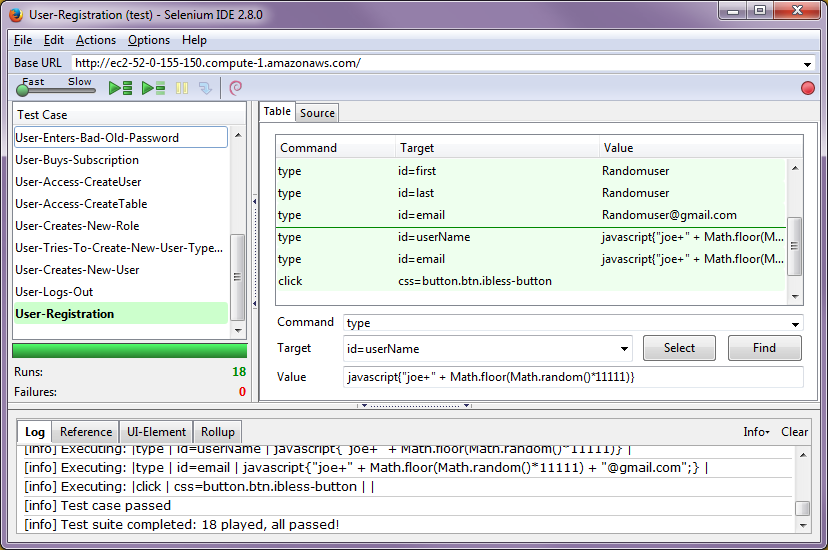 User-Registration (test) - Selenium IDE 2.8.0
File Edit Actions Options Help
Base URL http://ec2-52-0-155-150.compute-1.amazonaws.com/
Fast Slow
Test Case
User-Enters-Bad-Old-Password
User-Buys-Subscription
User-Access-CreateUser
User-Access-CreateTable
User-Creates-New-Role
User-Tries-To-Create-New-User-Type...
User-Creates-New-User
User-Logs-Out
User-Registration
Runs: 18
Failures: 0
Table Source
Command Target Value
type id=first Randomuser
type id=last Randomuser
type id=email Randomuser@gmail.com
type id=userName javascript{"joe+" + Math.floor(M...
type id=email javascript{"joe+" + Math.floor(M...
click css=button.btn.ibless-button
Command type
Target id=userName Select Find
Value javascript{"joe+" + Math.floor(Math.random()*11111)}
Log Reference UI-Element Rollup Info Clear
[info] Executing: |type | id=userName | javascript{"joe+" + Math.floor(Math.random()*11111)} |
[info] Executing: |type | id=email | javascript{"joe+" + Math.floor(Math.random()*11111) + "@gmail.com";} |
[info] Executing: |click | css=button.btn.ibless-button | |
[info] Test case passed
[info] Test suite completed: 18 played, all passed!